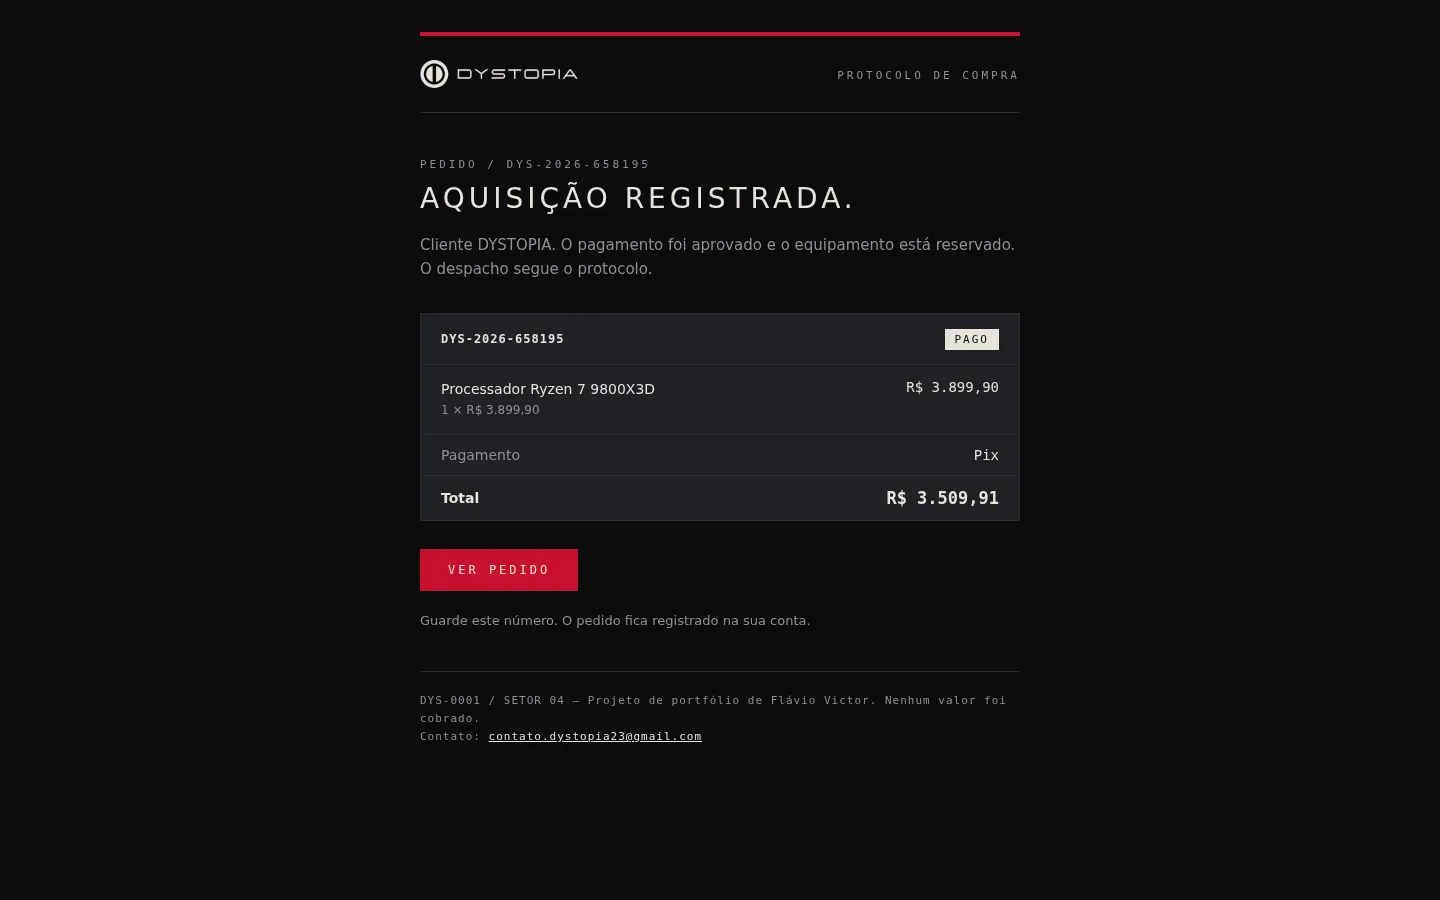 DYSTOPIA
PROTOCOLO DE COMPRA
PEDIDO / DYS-2026-658195
AQUISIÇÃO REGISTRADA.
Cliente DYSTOPIA. O pagamento foi aprovado e o equipamento está reservado.
O despacho segue o protocolo.
DYS-2026-658195
PAGO
Processador Ryzen 7 9800X3D
R$ 3.899,90
1 × R$ 3.899,90
Pagamento
Pix
Total
R$ 3.509,91
VER PEDIDO
Guarde este número. O pedido fica registrado na sua conta.
DYS-0001 / SETOR 04 — Projeto de portfólio de Flávio Victor. Nenhum valor foi
cobrado.
Contato: contato.dystopia23@gmail.com